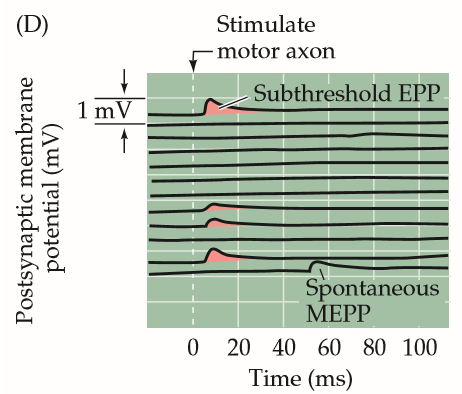 (D)
Stimulate
motor axon
Subthreshold EPP
1 mV
Postsynaptic membrane
potential (mV)
Spontaneous
MEPP
0 20 40 60 80 100
Time (ms)